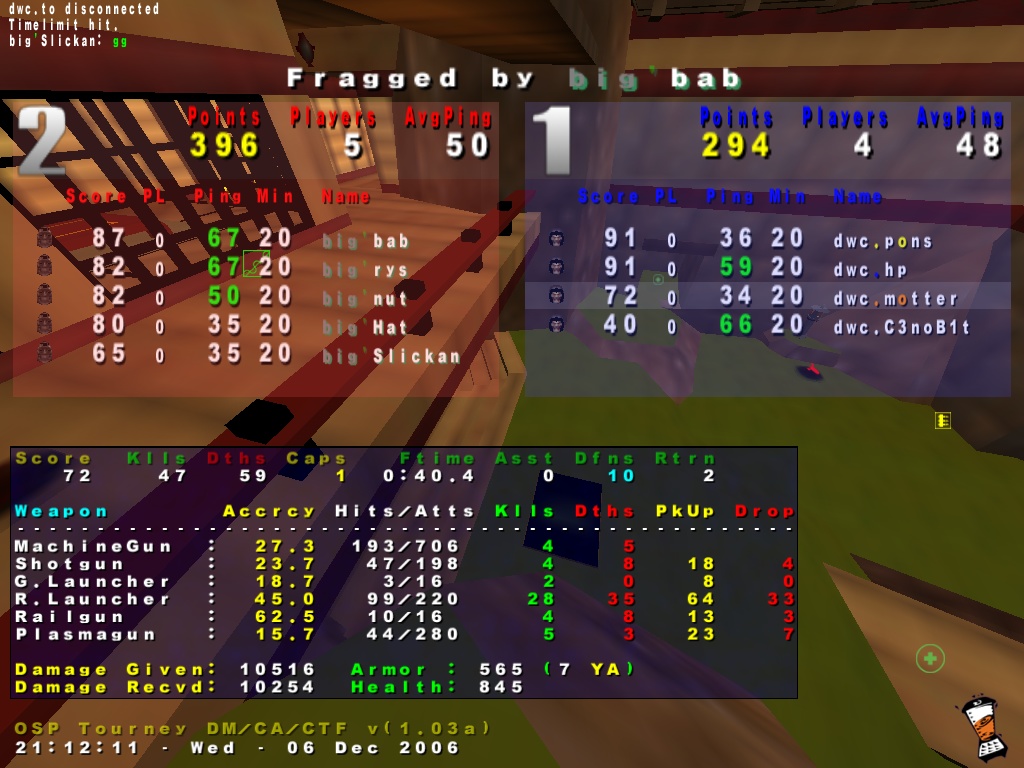 dwc.to disconnected
Timelimit hit.
big'Slickan: gg
Fragged by big'bab
2 Points Players AvgPing
396 5 50
Score PL Ping Min Name
87 0 67 20 big'bab
82 0 67 20 big'rys
82 0 50 20 big'nut
80 0 35 20 big'Hat
65 0 35 20 big'Slickan
1 Points Players AvgPing
294 4 48
Score PL Ping Min Name
91 0 36 20 dwc.pons
91 0 59 20 dwc.hp
72 0 34 20 dwc.motter
40 0 66 20 dwc.C3noB1t
Score Klls Dths Caps Ftime Asst Dfns Rtrn
72 47 59 1 0:40.4 0 10 2
Weapon Accrcy Hits/Atts Klls Dths PkUp Drop
MachineGun : 27.3 193/706 4 5
Shotgun : 23.7 47/198 4 8 18 4
G.Launcher : 18.7 3/16 2 0 8 0
R.Launcher : 45.0 99/220 28 35 64 33
Railgun : 62.5 10/16 4 8 13 3
Plasmagun : 15.7 44/280 5 3 23 7
Damage Given: 10516 Armor : 565 (7 YA)
Damage Recvd: 10254 Health: 845
OSP Tourney DM/CA/CTF v(1.03a)
21:12:11 - Wed - 06 Dec 2006